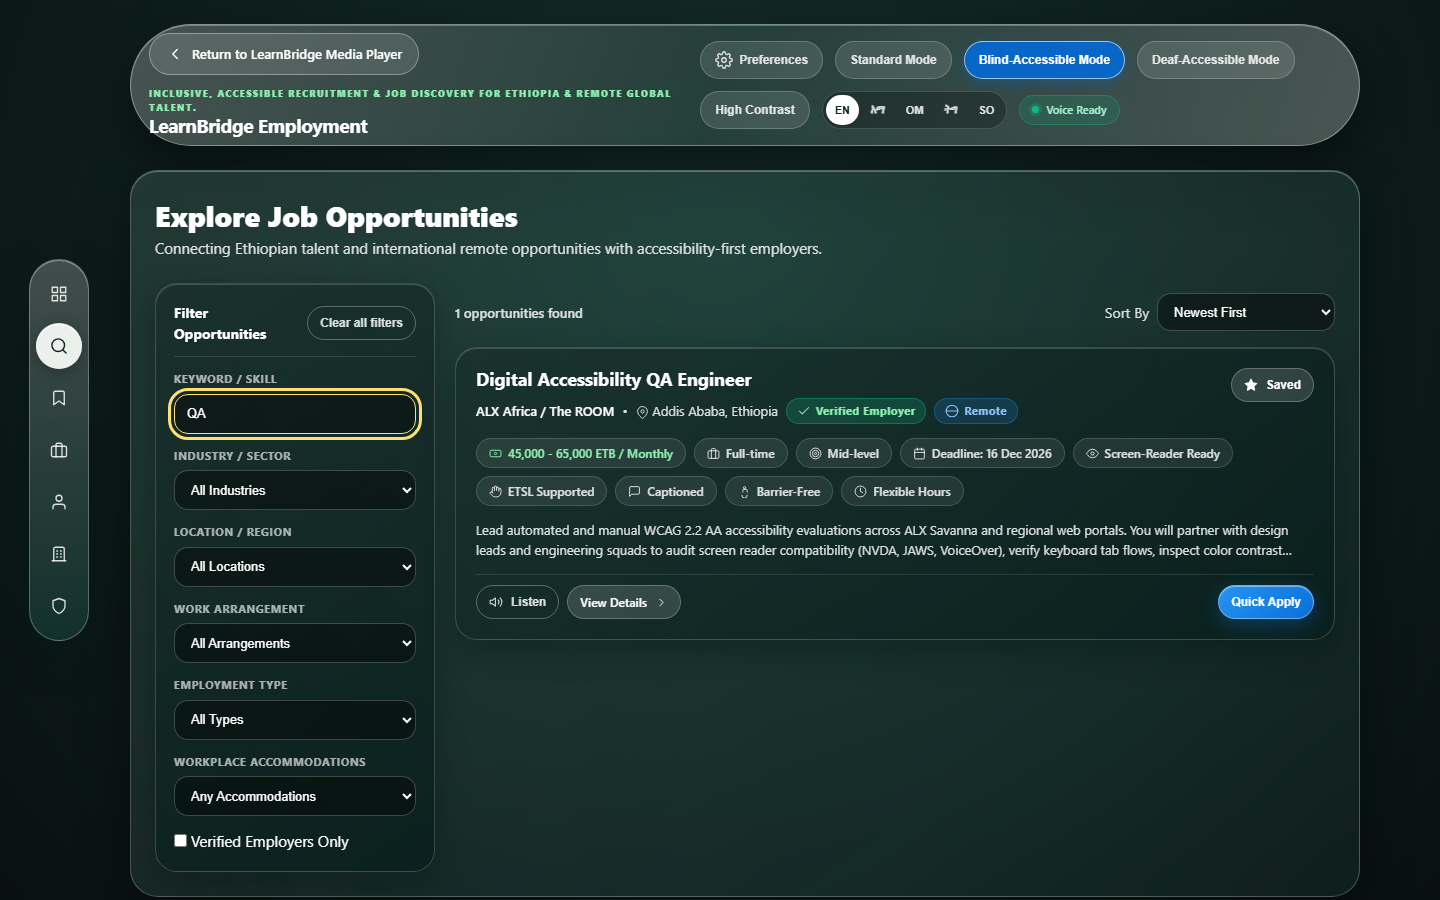 Return to LearnBridge Media Player
INCLUSIVE, ACCESSIBLE RECRUITMENT & JOB DISCOVERY FOR ETHIOPIA & REMOTE GLOBAL
TALENT.
LearnBridge Employment
Preferences
Standard Mode
Blind-Accessible Mode
Deaf-Accessible Mode
High Contrast
EN
OM
SO
Voice Ready
Explore Job Opportunities
Connecting Ethiopian talent and international remote opportunities with accessibility-first employers.
Filter
Opportunities
Clear all filters
KEYWORD / SKILL
QA
INDUSTRY / SECTOR
All Industries
LOCATION / REGION
All Locations
WORK ARRANGEMENT
All Arrangements
EMPLOYMENT TYPE
All Types
WORKPLACE ACCOMMODATIONS
Any Accommodations
Verified Employers Only
1 opportunities found
Sort By
Newest First
Digital Accessibility QA Engineer
Saved
ALX Africa / The ROOM • Addis Ababa, Ethiopia
Verified Employer
Remote
45,000 - 65,000 ETB / Monthly
Full-time
Mid-level
Deadline: 16 Dec 2026
Screen-Reader Ready
ETSL Supported
Captioned
Barrier-Free
Flexible Hours
Lead automated and manual WCAG 2.2 AA accessibility evaluations across ALX Savanna and regional web portals. You will partner with design
leads and engineering squads to audit screen reader compatibility (NVDA, JAWS, VoiceOver), verify keyboard tab flows, inspect color contrast...
Listen
View Details
Quick Apply